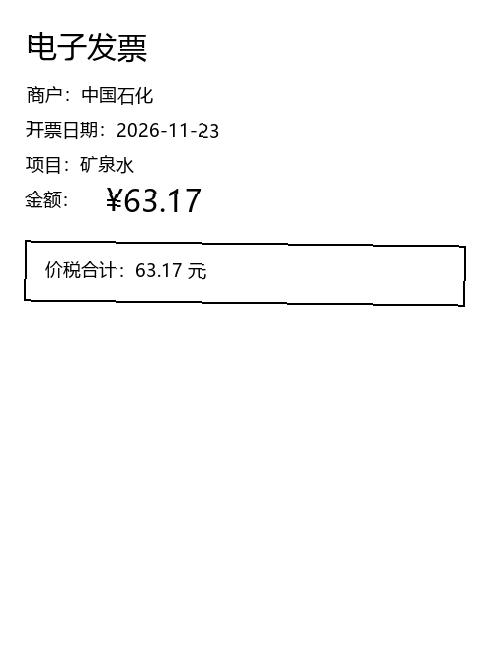 电子发票
商户：中国石化
开票日期：2026-11-23
项目：矿泉水
金额： ¥63.17
价税合计：63.17 元